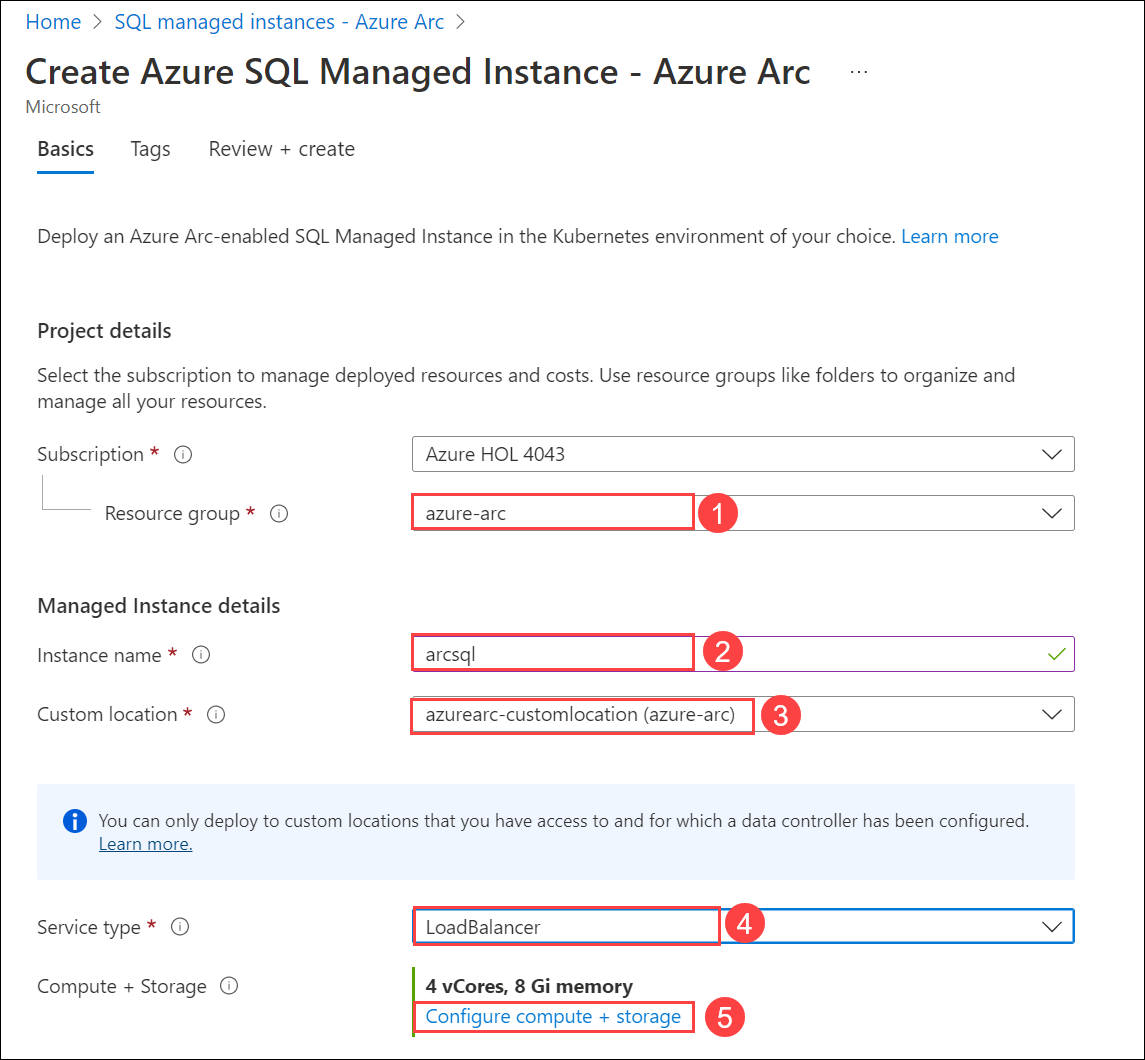 Home > SQL managed instances - Azure Arc >
Create Azure SQL Managed Instance - Azure Arc ...
Microsoft
Basics Tags Review + create
Deploy an Azure Arc-enabled SQL Managed Instance in the Kubernetes environment of your choice. Learn more
Project details
Select the subscription to manage deployed resources and costs. Use resource groups like folders to organize and
manage all your resources.
Subscription * Azure HOL 4043
Resource group * azure-arc 1
Managed Instance details
Instance name * arcsql 2
Custom location * azurearc-customlocation (azure-arc) 3
You can only deploy to custom locations that you have access to and for which a data controller has been configured.
Learn more.
Service type * LoadBalancer 4
Compute + Storage 4 vCores, 8 Gi memory
Configure compute + storage 5